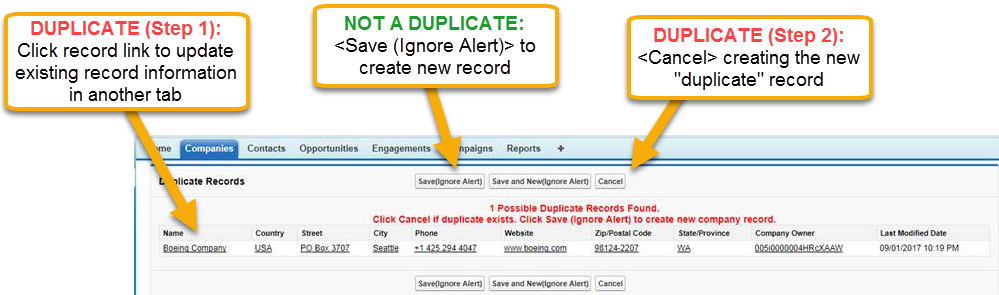 DUPLICATE (Step 1):
Click record link to update
existing record information
in another tab
NOT A DUPLICATE:
<Save (Ignore Alert)> to
create new record
DUPLICATE (Step 2):
<Cancel> creating the new
"duplicate" record
ome Companies Contacts Opportunities Engagements mpaigns Reports +
Duplicate Records Save(Ignore Alert) Save and New(Ignore Alert) Cancel
1 Possible Duplicate Records Found.
Click Cancel if duplicate exists. Click Save (Ignore Alert) to create new company record.
Name Country Street City Phone Website Zip/Postal Code State/Province Company Owner Last Modified Date
Boeing Company USA PO Box 3707 Seattle +1 425 294 4047 www.boeing.com 98124-2207 WA 005i0000004HRcXAAW 09/01/2017 10:19 PM
Save(Ignore Alert) Save and New(Ignore Alert) Cancel